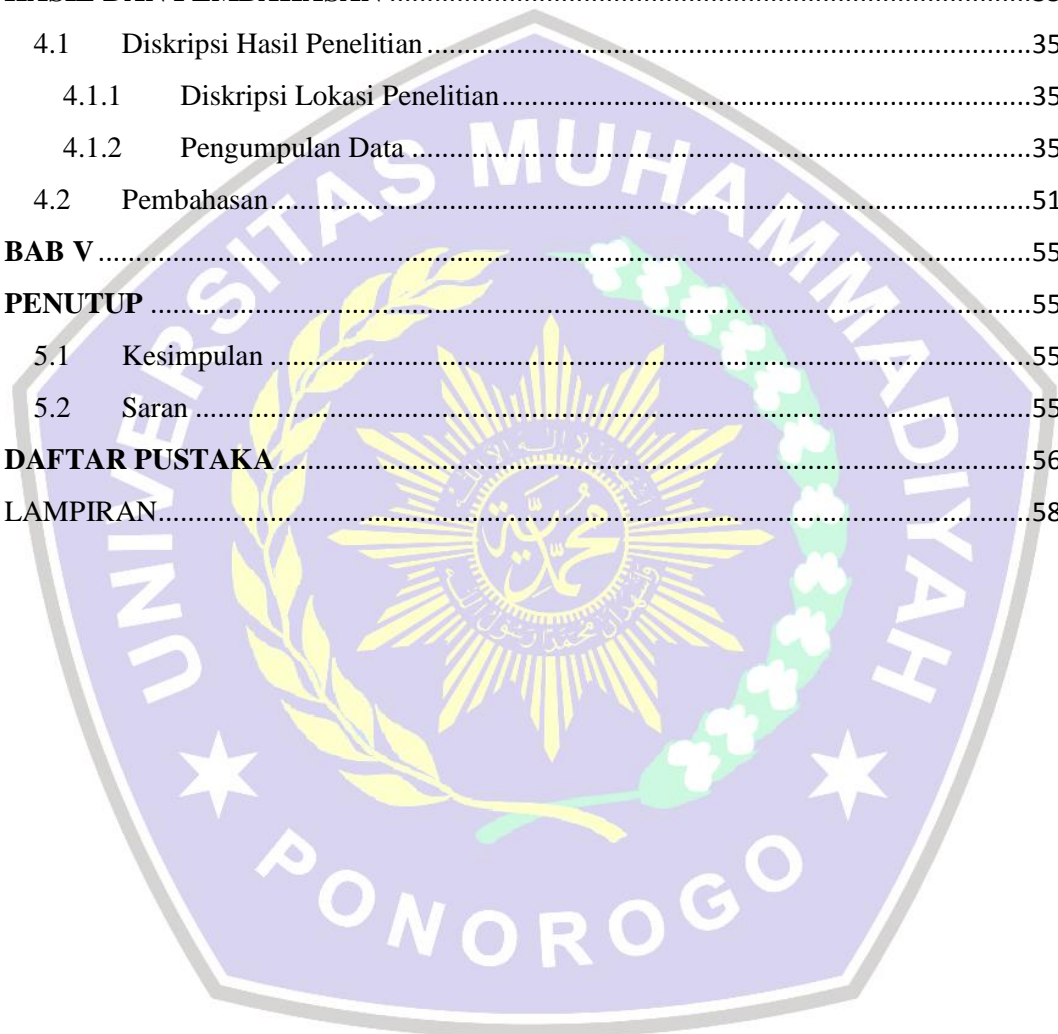 4.1 Diskripsi Hasil Penelitian ........ 35
4.1.1 Diskripsi Lokasi Penelitian ........ 35
4.1.2 Pengumpulan Data ........ 35
4.2 Pembahasan ........ 51
BAB V ........ 55
PENUTUP ........ 55
5.1 Kesimpulan ........ 55
5.2 Saran ........ 55
DAFTAR PUSTAKA ........ 56
LAMPIRAN ........ 58
UNIVERSITAS MUHAMMADIYAH
محمدية
PONOROGO